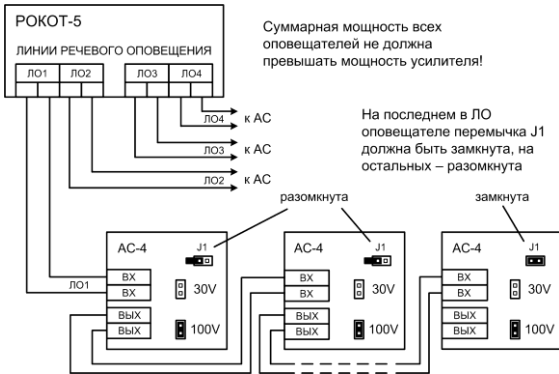 РОКОТ-5
ЛИНИИ РЕЧЕВОГО ОПОВЕЩЕНИЯ
ЛО1 ЛО2 ЛО3 ЛО4
Суммарная мощность всех
оповещателей не должна
превышать мощность усилителя!
ЛО4 к АС
ЛО3 к АС
ЛО2 к АС
На последнем в ЛО
оповещателе перемычка J1
должна быть замкнута, на
остальных – разомкнута
разомкнута
замкнута
АС-4 J1
ЛО1
ВХ
ВХ
30V
ВЫХ
ВЫХ
100V
АС-4 J1
ВХ
ВХ
30V
ВЫХ
ВЫХ
100V
АС-4 J1
ВХ
ВХ
30V
ВЫХ
ВЫХ
100V